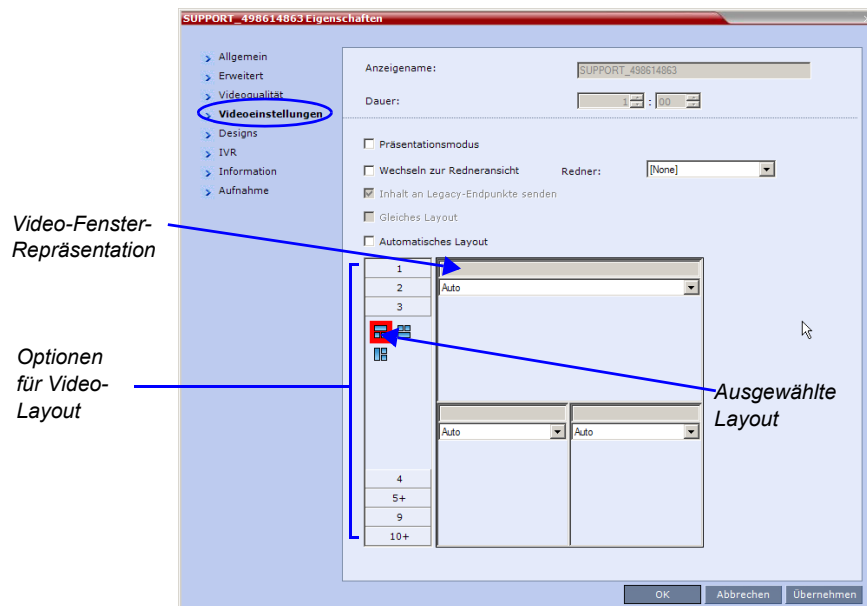 SUPPORT_498614863 Eigenschaften
Allgemein
Erweitert
Videoqualität
Videoeinstellungen
Designs
IVR
Information
Aufnahme
Anzeigename:
SUPPORT_498614863
Dauer:
1 : 00
Präsentationsmodus
Wechseln zur Redneransicht
Redner:
[None]
Inhalt an Legacy-Endpunkte senden
Gleiches Layout
Automatisches Layout
1
2
3
4
5+
9
10+
Auto
Auto
Auto
Video-Fenster-
Repräsentation
Optionen
für Video-
Layout
Ausgewählte
Layout
OK
Abbrechen
Übernehmen